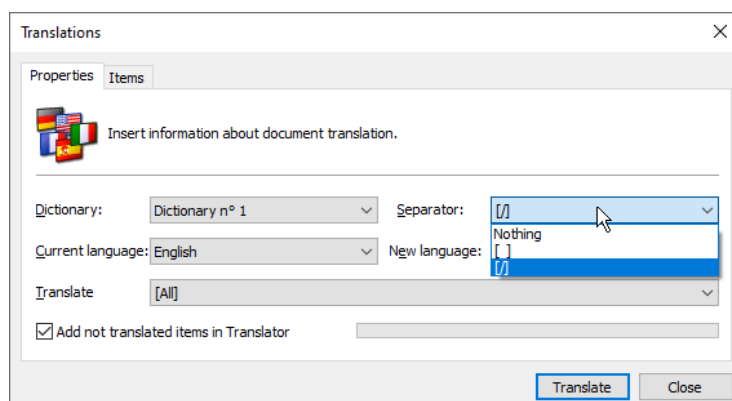 Translations
Properties Items
Insert information about document translation.
Dictionary: Dictionary n° 1 Separator: [/]
Nothing
Current language: English New language: [ ]
[/]
Translate [All]
Add not translated items in Translator
Translate Close